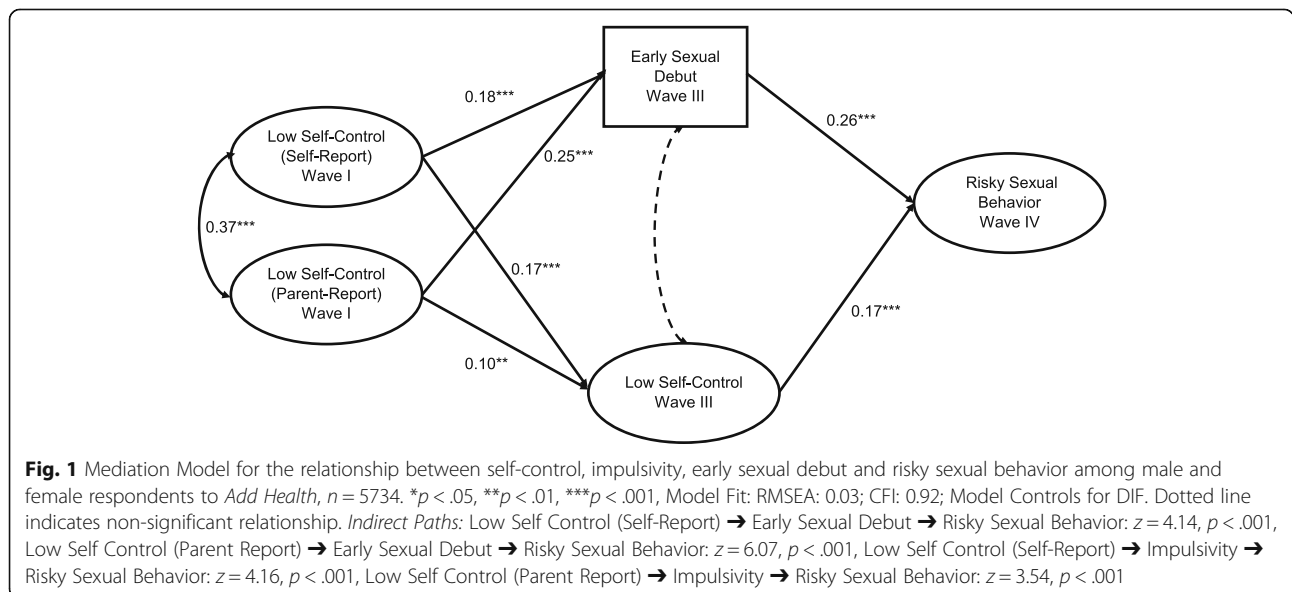 Early Sexual
Debut
Wave III
0.18***
0.26***
Low Self-Control
(Self-Report)
Wave I
0.25***
Risky Sexual
Behavior
Wave IV
0.37***
Low Self-Control
(Parent-Report)
Wave I
0.17***
0.17***
0.10**
Low Self-Control
Wave III
Fig. 1 Mediation Model for the relationship between self-control, impulsivity, early sexual debut and risky sexual behavior among male and
female respondents to Add Health, n = 5734. *p < .05, **p < .01, ***p < .001, Model Fit: RMSEA: 0.03; CFI: 0.92; Model Controls for DIF. Dotted line
indicates non-significant relationship. Indirect Paths: Low Self Control (Self-Report) ➔ Early Sexual Debut ➔ Risky Sexual Behavior: z = 4.14, p < .001,
Low Self Control (Parent Report) ➔ Early Sexual Debut ➔ Risky Sexual Behavior: z = 6.07, p < .001, Low Self Control (Self-Report) ➔ Impulsivity ➔
Risky Sexual Behavior: z = 4.16, p < .001, Low Self Control (Parent Report) ➔ Impulsivity ➔ Risky Sexual Behavior: z = 3.54, p < .001